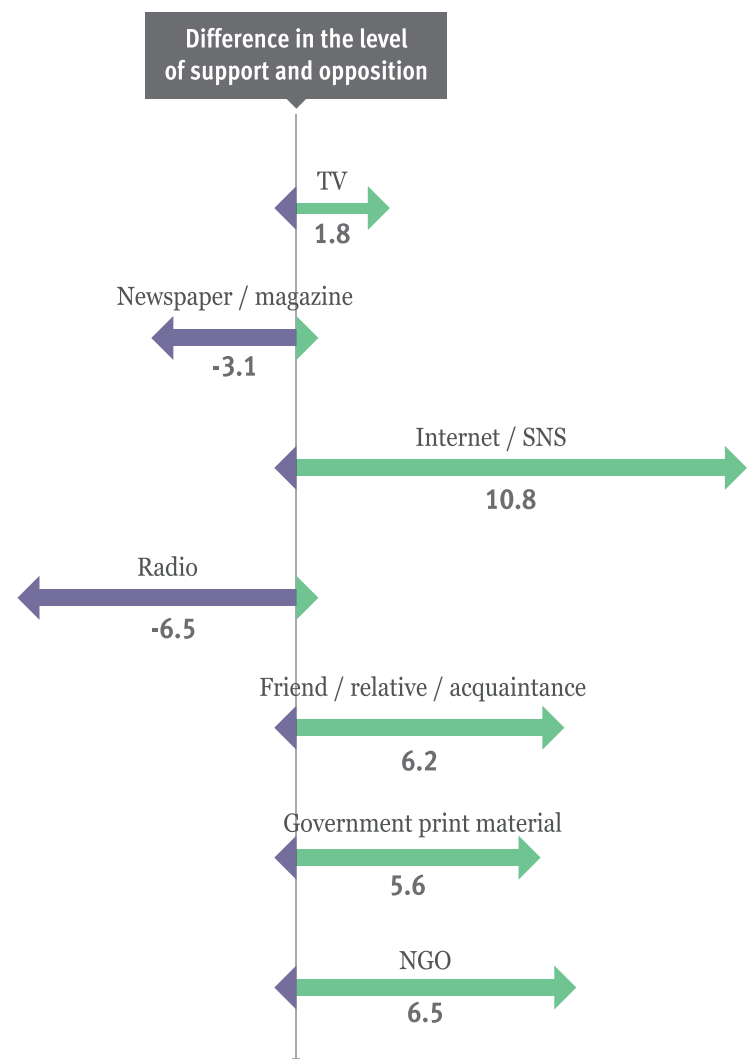 Difference in the level
of support and opposition
TV
1.8
Newspaper / magazine
-3.1
Internet / SNS
10.8
Radio
-6.5
Friend / relative / acquaintance
6.2
Government print material
5.6
NGO
6.5